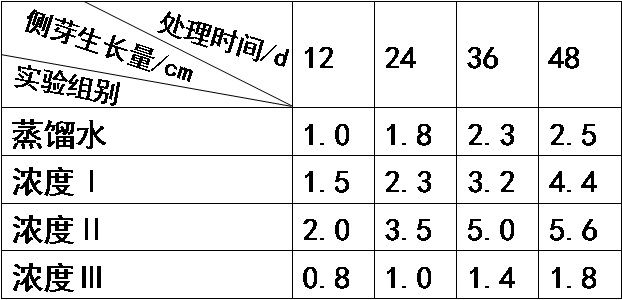 侧芽生长量/cm
处理时间/d
实验组别
12 24 36 48
蒸馏水 1.0 1.8 2.3 2.5
浓度Ⅰ 1.5 2.3 3.2 4.4
浓度Ⅱ 2.0 3.5 5.0 5.6
浓度Ⅲ 0.8 1.0 1.4 1.8